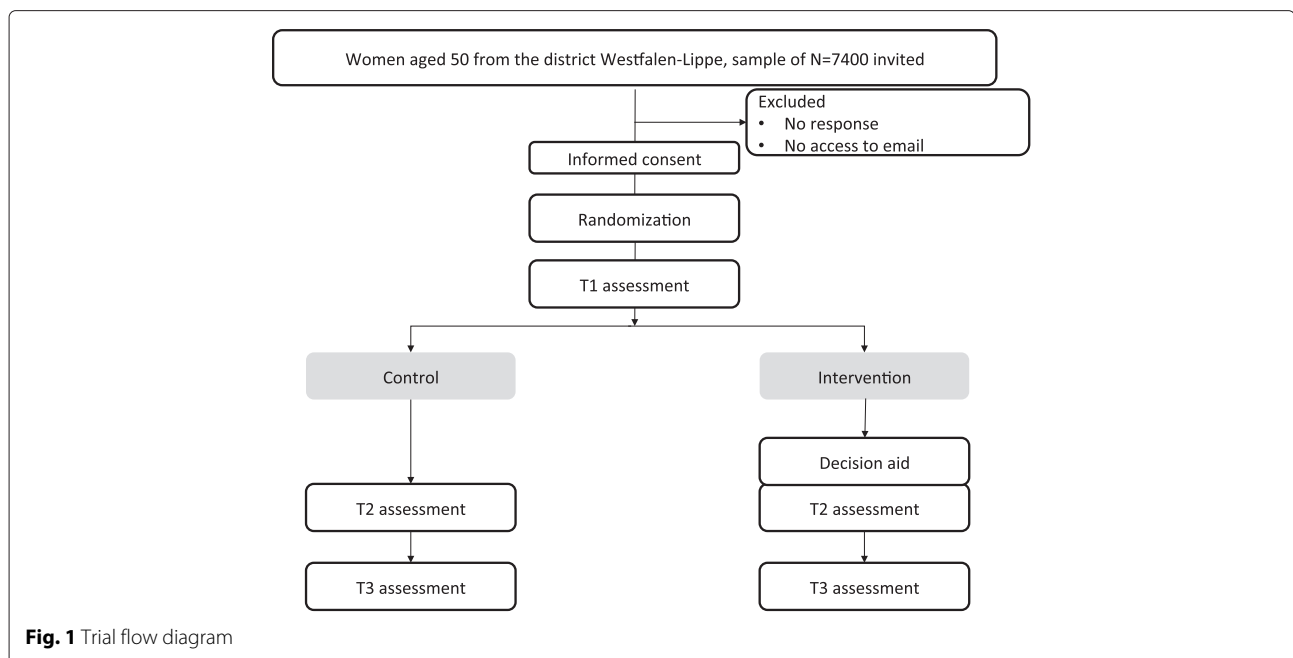 Women aged 50 from the district Westfalen-Lippe, sample of N=7400 invited
Excluded
• No response
• No access to email
Informed consent
Randomization
T1 assessment
Control
Intervention
Decision aid
T2 assessment
T2 assessment
T3 assessment
T3 assessment
Fig. 1 Trial flow diagram